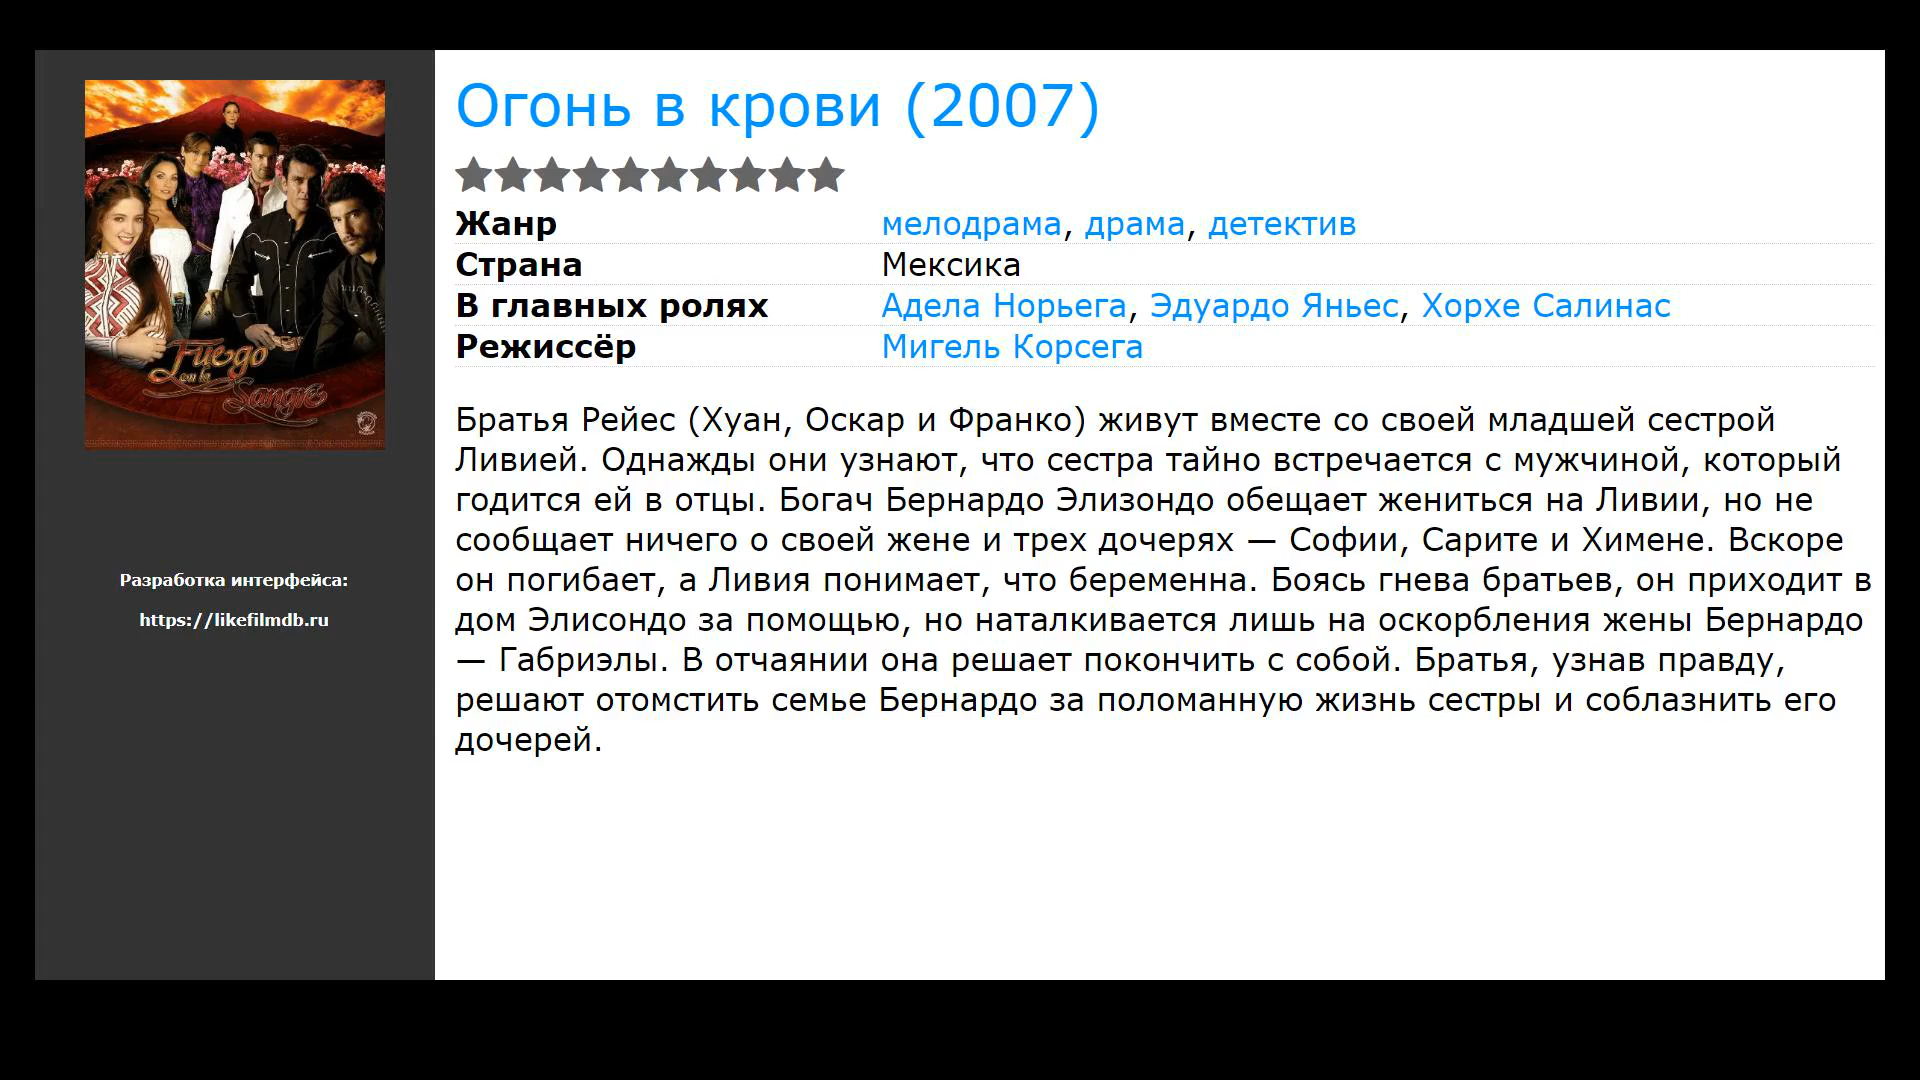 Fuego
en la
Sangre
Разработка интерфейса:
https://likefilmdb.ru
Огонь в крови (2007)
Жанр мелодрама, драма, детектив
Страна Мексика
В главных ролях Адела Норьега, Эдуардо Яньес, Хорхе Салинас
Режиссёр Мигель Корсега
Братья Рейес (Хуан, Оскар и Франко) живут вместе со своей младшей сестрой
Ливией. Однажды они узнают, что сестра тайно встречается с мужчиной, который
годится ей в отцы. Богач Бернардо Элизондо обещает жениться на Ливии, но не
сообщает ничего о своей жене и трех дочерях — Софии, Сарите и Химене. Вскоре
он погибает, а Ливия понимает, что беременна. Боясь гнева братьев, он приходит в
дом Элисондо за помощью, но наталкивается лишь на оскорбления жены Бернардо
— Габриэлы. В отчаянии она решает покончить с собой. Братья, узнав правду,
решают отомстить семье Бернардо за поломанную жизнь сестры и соблазнить его
дочерей.